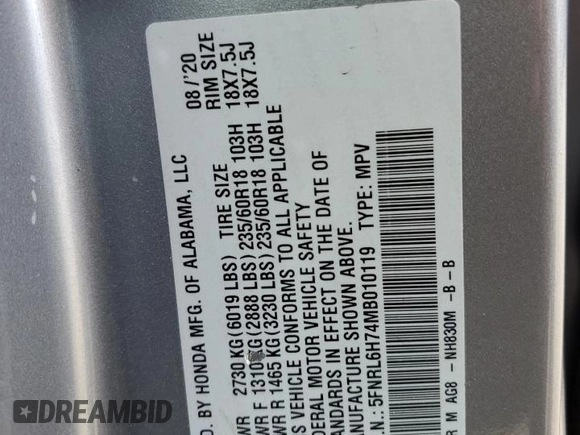 D. BY HONDA MFG. OF ALABAMA, LLC 08 / '20
TIRE SIZE RIM SIZE
WR 2730 KG (6019 LBS)
WR F 1310 KG (2888 LBS) 235/60R18 103H 18X7.5J
WR R 1465 KG (3230 LBS) 235/60R18 103H 18X7.5J
S VEHICLE CONFORMS TO ALL APPLICABLE
DERAL MOTOR VEHICLE SAFETY
ANDARDS IN EFFECT ON THE DATE OF
NUFACTURE SHOWN ABOVE.
.N.: 5FNRL6H74MB010119 TYPE: MPV
R M AG8 - NH830M -B - B
DREAMBID